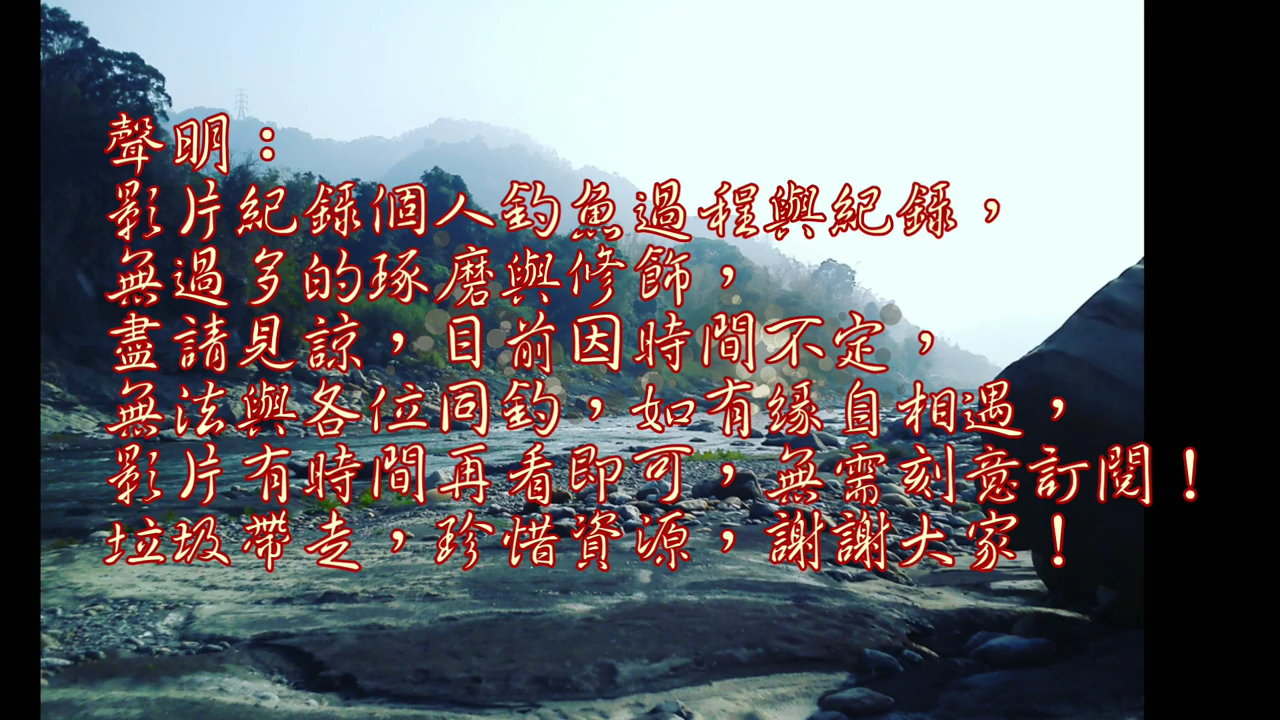 聲明：
影片紀錄個人釣魚過程與紀錄，
無過多的琢磨與修飾，
盡請見諒，目前因時間不定，
無法與各位同釣，如有緣自相遇，
影片有時間再看即可，無需刻意訂閱！
垃圾帶走，珍惜資源，謝謝大家！